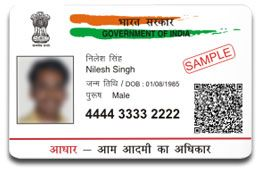 भारत सरकार
GOVERNMENT OF INDIA
निलेश सिंह
Nilesh Singh
SAMPLE
जन्म तिथि / DOB : 01/08/1985
पुरूष Male
4444 3333 2222
आधार – आम आदमी का अधिकार